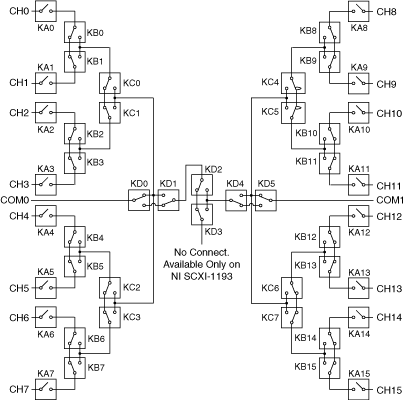 CH0
KA0
KB0
KB1
KA1
CH1
KC0
KC1
CH2
KA2
KB2
KB3
KA3
CH3
COM0
CH4
KA4
KB4
KB5
KA5
CH5
KC2
KC3
CH6
KA6
KB6
KB7
KA7
CH7
KD0 KD1
KD2
KD3
KD4 KD5
No Connect.
Available Only on
NI SCXI-1193
CH8
KA8
KB8
KB9
KA9
CH9
KC4
KC5
CH10
KA10
KB10
KB11
KA11
CH11
COM1
CH12
KA12
KB12
KB13
KA13
CH13
KC6
KC7
CH14
KA14
KB14
KB15
KA15
CH15